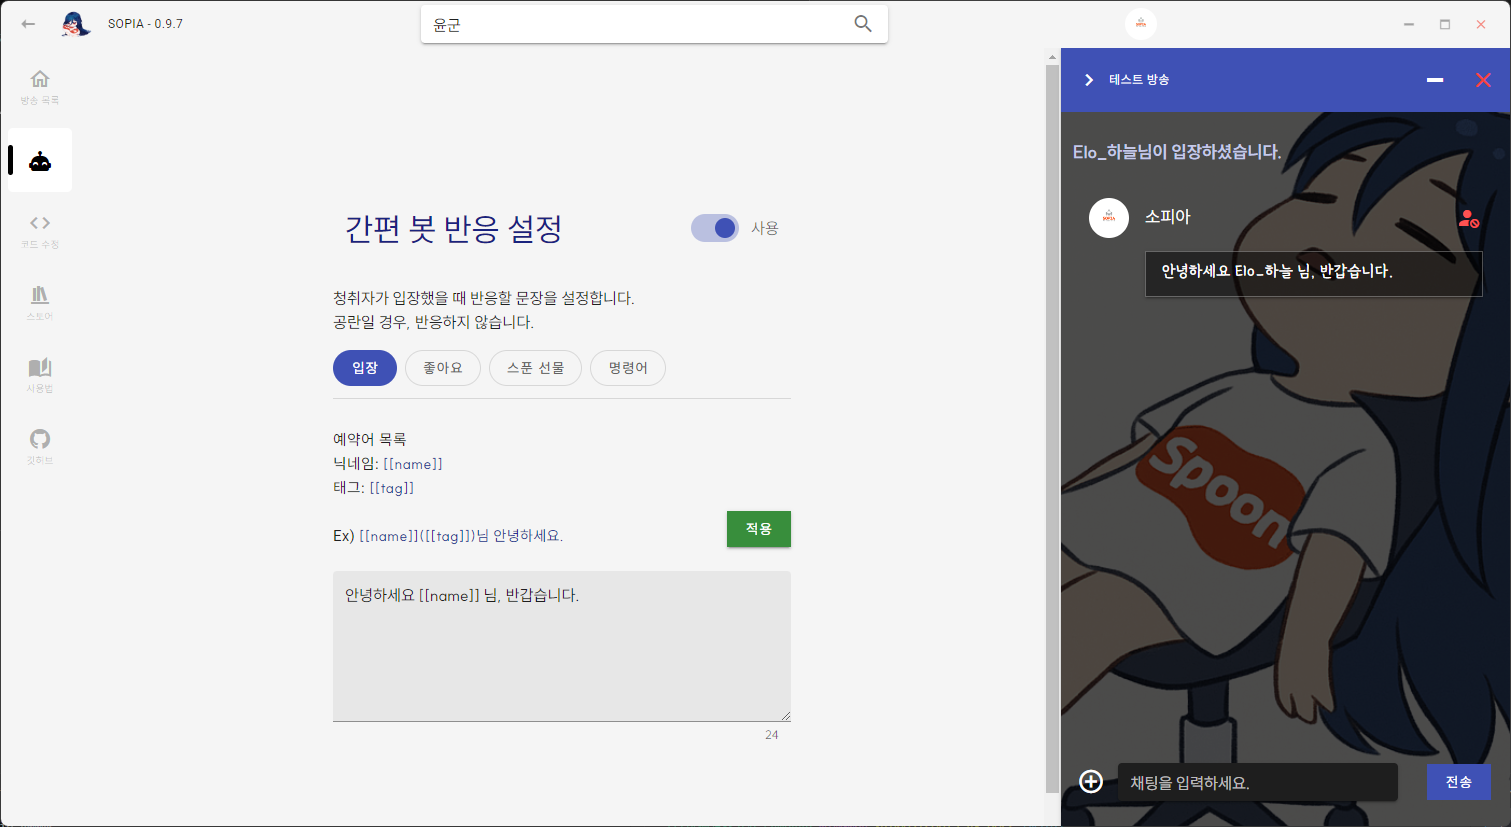 SOPIA - 0.9.7
윤군
방송 목록
코드 수정
스토어
사용법
깃허브
간편 봇 반응 설정
사용
청취자가 입장했을 때 반응할 문장을 설정합니다.
공란일 경우, 반응하지 않습니다.
입장
좋아요
스푼 선물
명령어
예약어 목록
닉네임: [[name]]
태그: [[tag]]
Ex) [[name]]([[tag]])님 안녕하세요.
적용
안녕하세요 [[name]] 님, 반갑습니다.
24
테스트 방송
Elo_하늘님이 입장하셨습니다.
소피아
안녕하세요 Elo_하늘 님, 반갑습니다.
Spoon
채팅을 입력하세요.
전송